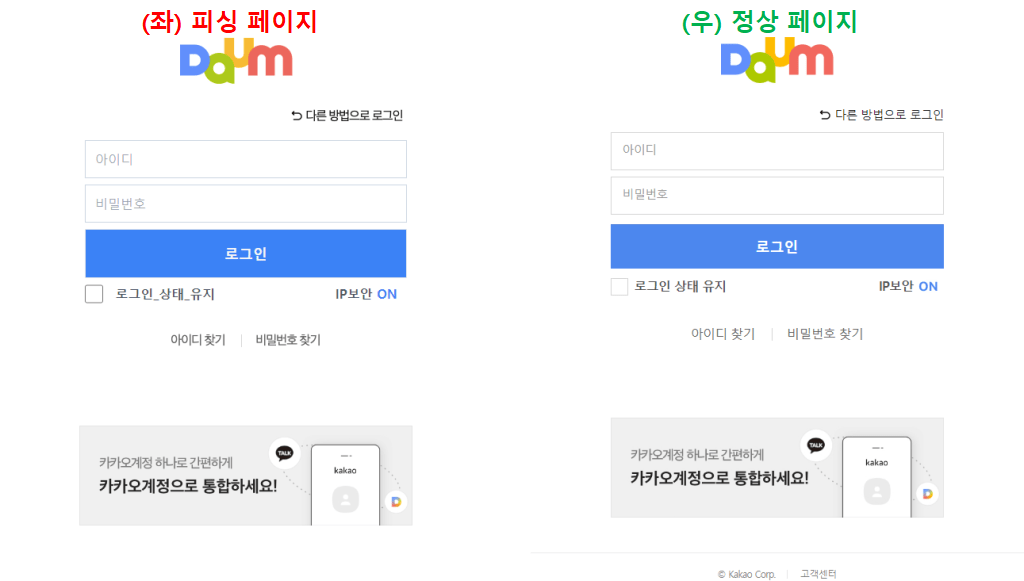 (좌) 피싱 페이지
Daum
다른 방법으로 로그인
아이디
비밀번호
로그인
로그인_상태_유지 IP보안 ON
아이디 찾기 | 비밀번호 찾기
카카오계정 하나로 간편하게
카카오계정으로 통합하세요!
TALK
kakao
D
(우) 정상 페이지
Daum
다른 방법으로 로그인
아이디
비밀번호
로그인
로그인 상태 유지 IP보안 ON
아이디 찾기 | 비밀번호 찾기
카카오계정 하나로 간편하게
카카오계정으로 통합하세요!
TALK
kakao
D
© Kakao Corp. | 고객센터